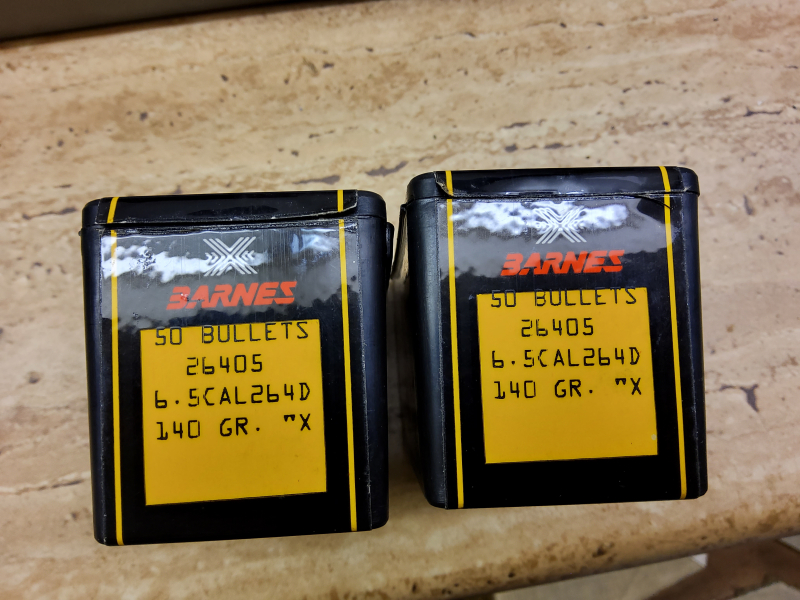 BARNES
50 BULLETS
26405
6.5CAL264D
140 GR. "X
BARNES
50 BULLETS
26405
6.5CAL264D
140 GR. "X